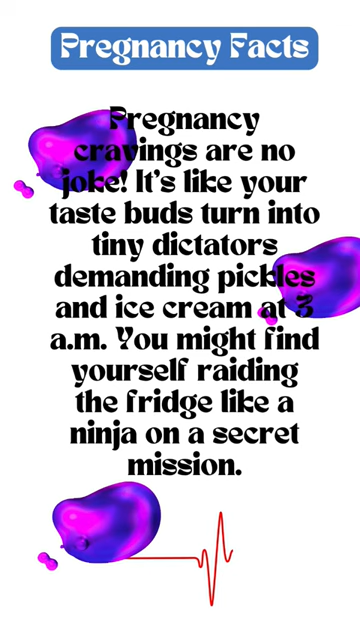 Pregnancy Facts
Pregnancy
cravings are no
joke! It's like your
taste buds turn into
tiny dictators
demanding pickles
and ice cream at 3
a.m. You might find
yourself raiding
the fridge like a
ninja on a secret
mission.